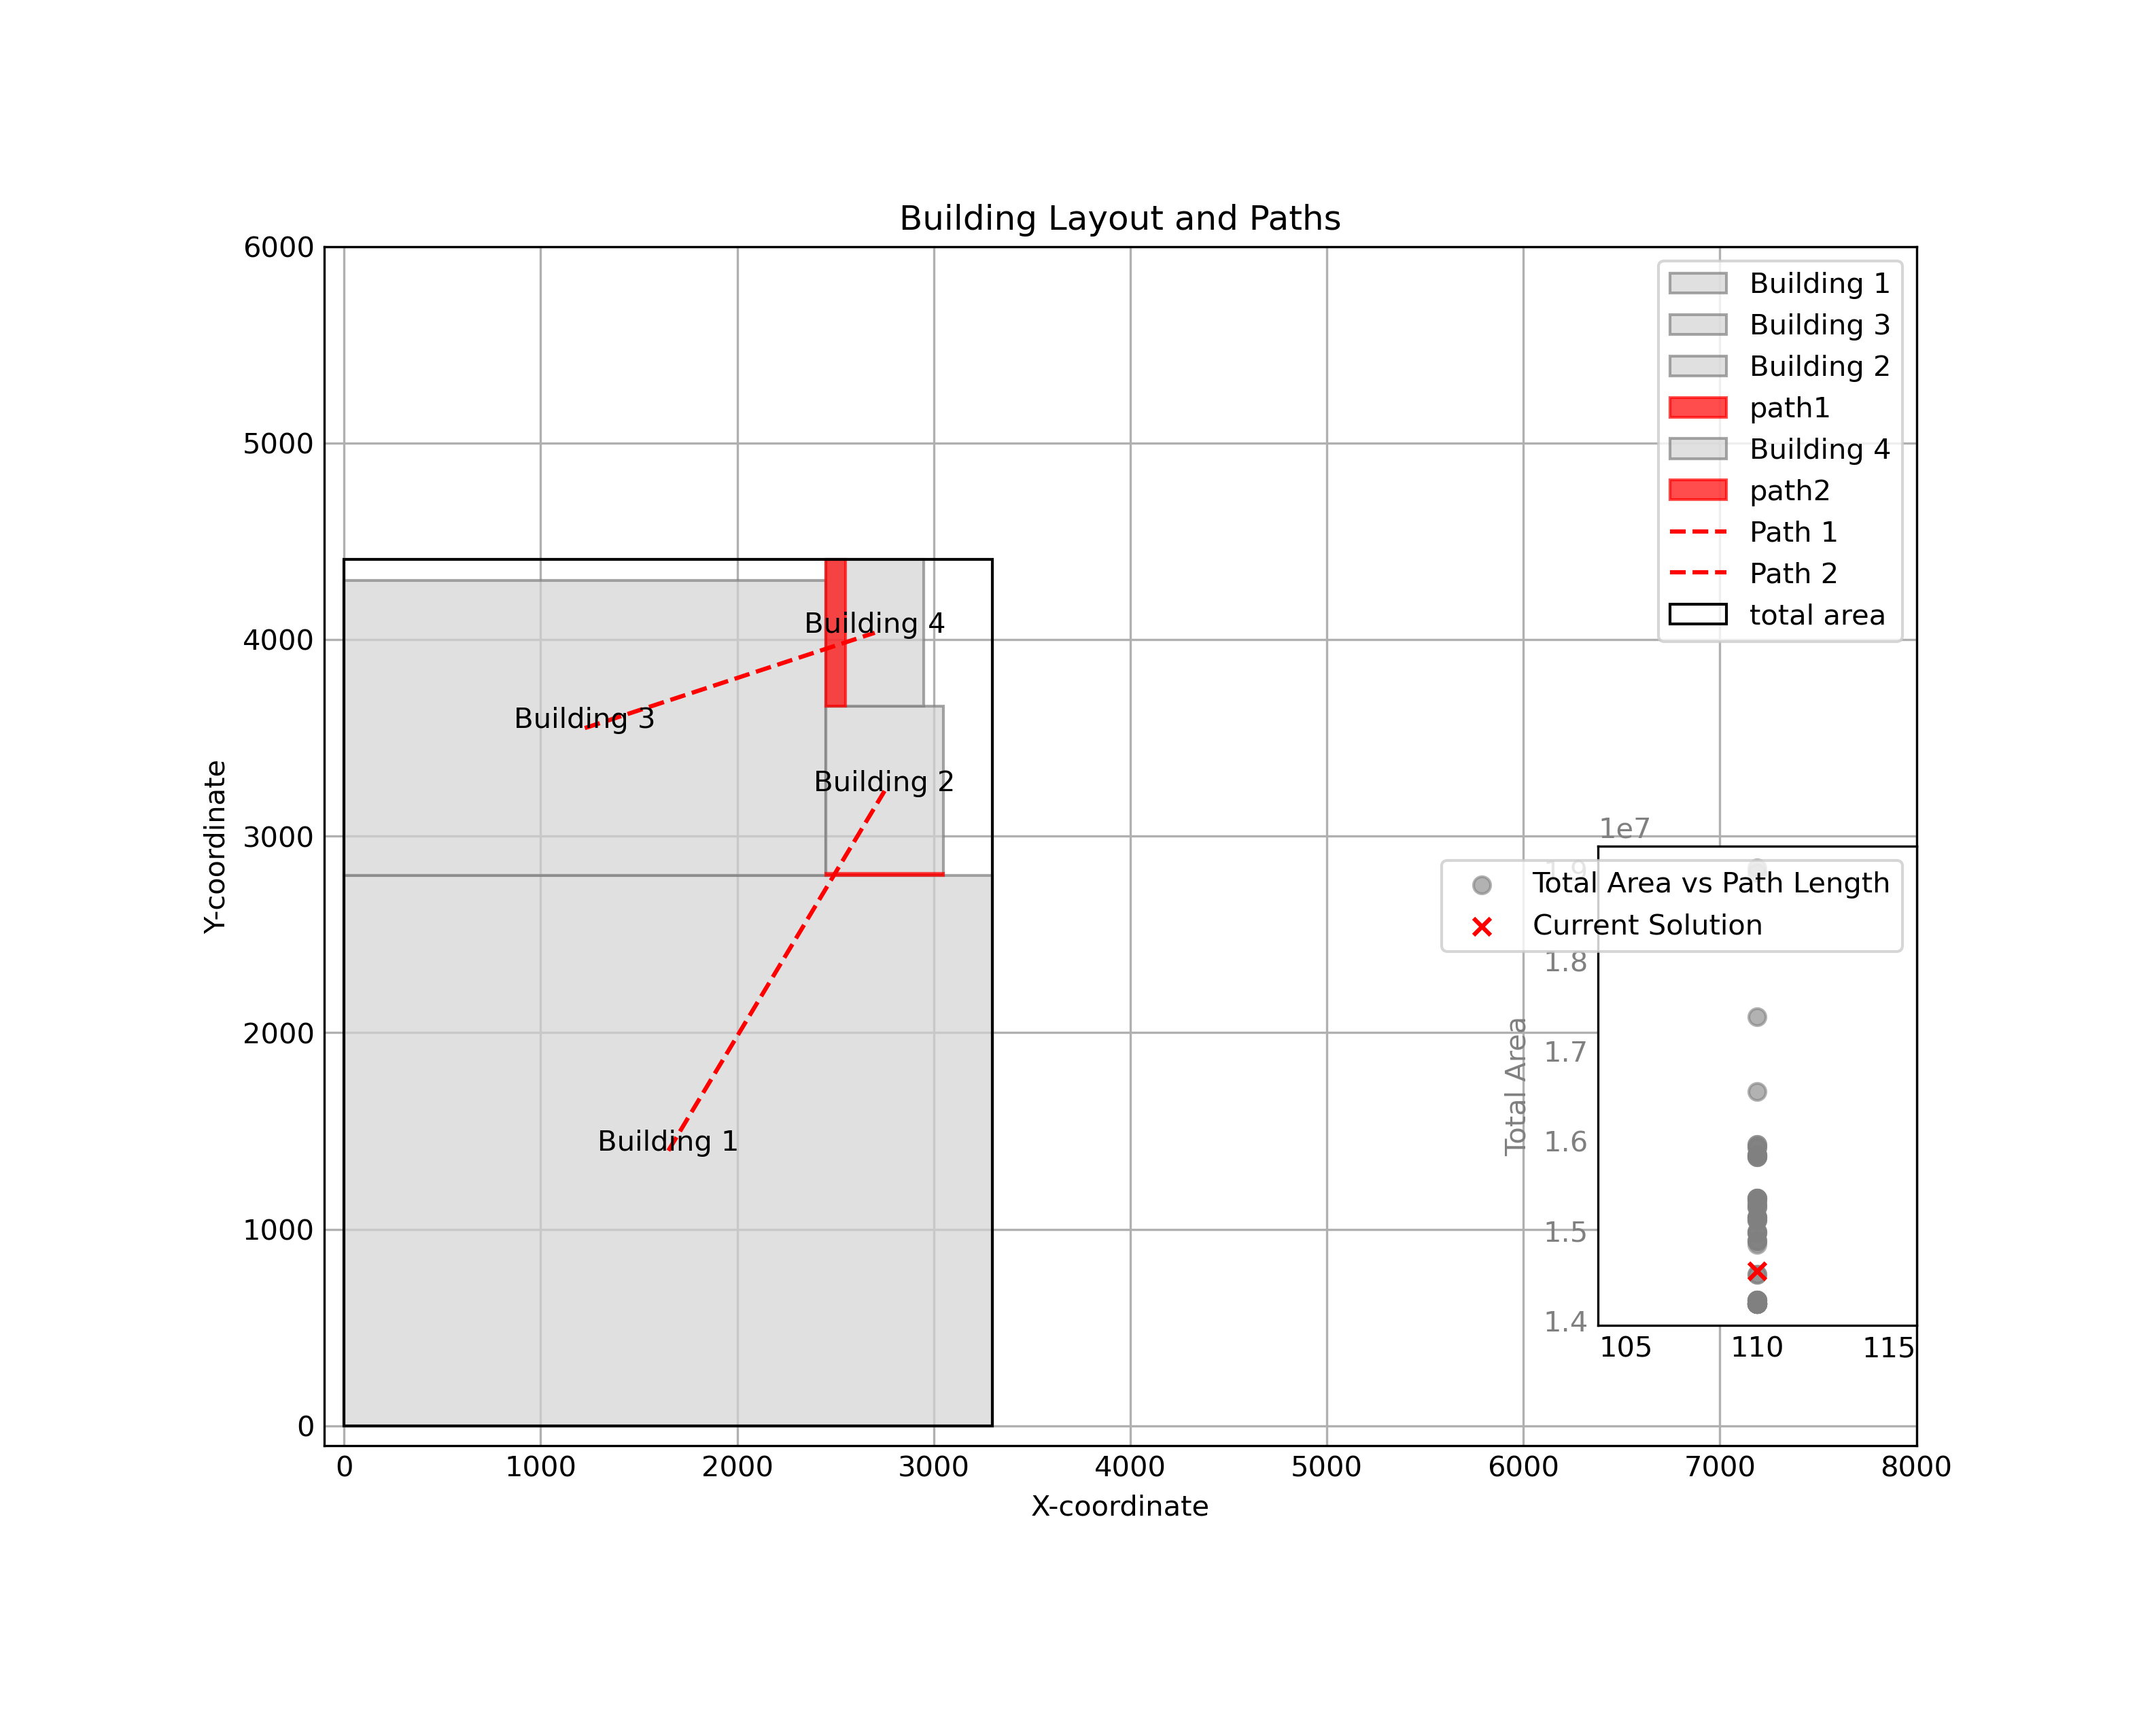 Building Layout and Paths
6000
5000
4000
3000
2000
1000
0
Y-coordinate
0
1000
2000
3000
4000
5000
6000
7000
8000
X-coordinate
Building 4
Building 3
Building 2
Building 1
Building 1
Building 3
Building 2
path1
Building 4
path2
Path 1
Path 2
total area
1e7
1.9
1.8
1.7
1.6
1.5
1.4
Total Area
Total Area vs Path Length
Current Solution
105
110
115